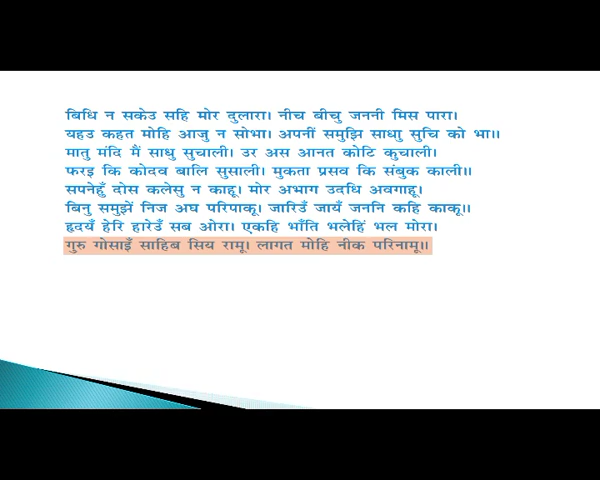 बिधि न सकेउ सहि मोर दुलारा। नीच बीचु जननी मिस पारा।
यहउ कहत मोहि आजु न सोभा। अपनीं समुझि साधाु सुचि को भा॥
मातु मंदि मैं साधु सुचाली। उर अस आनत कोटि कुचाली।
फरइ कि कोदव बालि सुसाली। मुकता प्रसव कि संबुक काली॥
सपनेहुँ दोस कलेसु न काहू। मोर अभाग उदधि अवगाहू।
बिनु समुझें निज अघ परिपाकू। जारिउँ जायँ जननि कहि काकू॥
हृदयँ हेरि हारेउँ सब ओरा। एकहि भाँति भलेहिं भल मोरा।
गुरु गोसाइँ साहिब सिय रामू। लागत मोहि नीक परिनामू॥